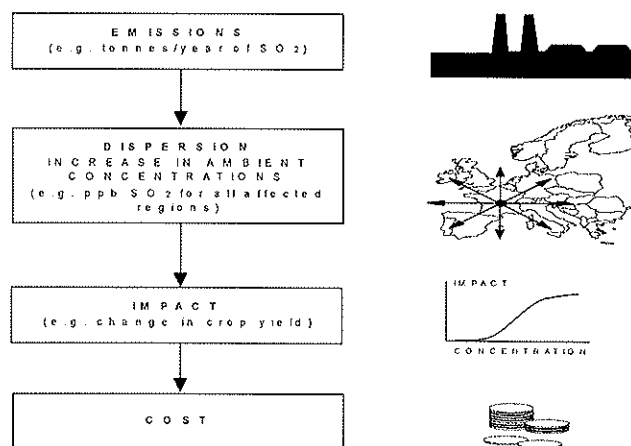 EMISSIONS
(e.g. tonnes/year of SO2)
DISPERSION
INCREASE IN AMBIENT
CONCENTRATIONS
(e.g. ppb SO2 for all affected
regions)
IMPACT
(e.g. change in crop yield)
IMPACT
CONCENTRATION
COST